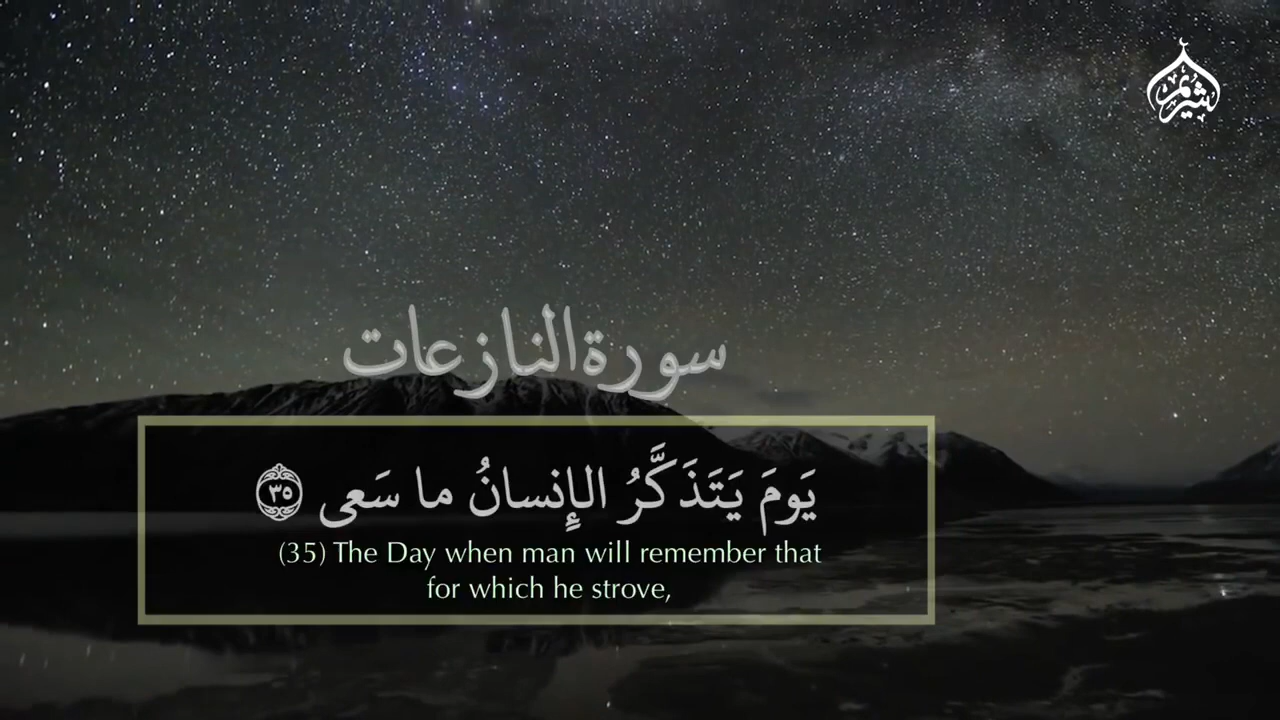 شريم
سورة النازعات
يَومَ يَتَذَكَّرُ الإِنسانُ ما سَعى ٣٥
(35) The Day when man will remember that
for which he strove,